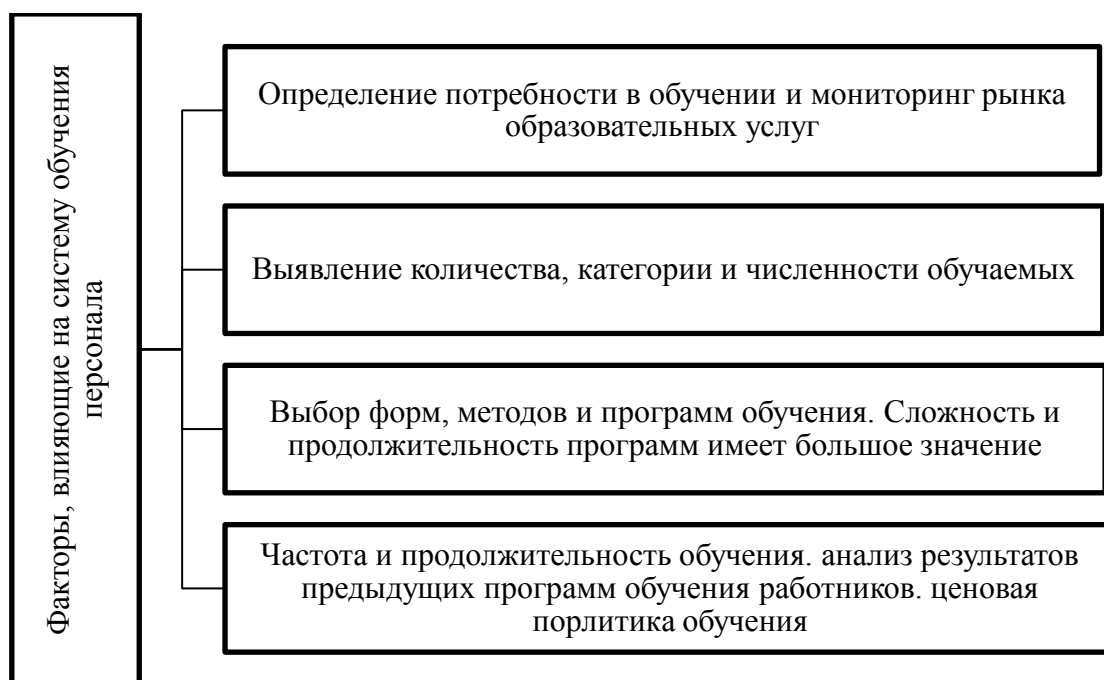 Факторы, влияющие на систему обучения
персонала
Определение потребности в обучении и мониторинг рынка
образовательных услуг
Выявление количества, категории и численности обучаемых
Выбор форм, методов и программ обучения. Сложность и
продолжительность программ имеет большое значение
Частота и продолжительность обучения. анализ результатов
предыдущих программ обучения работников. ценовая
порлитика обучения